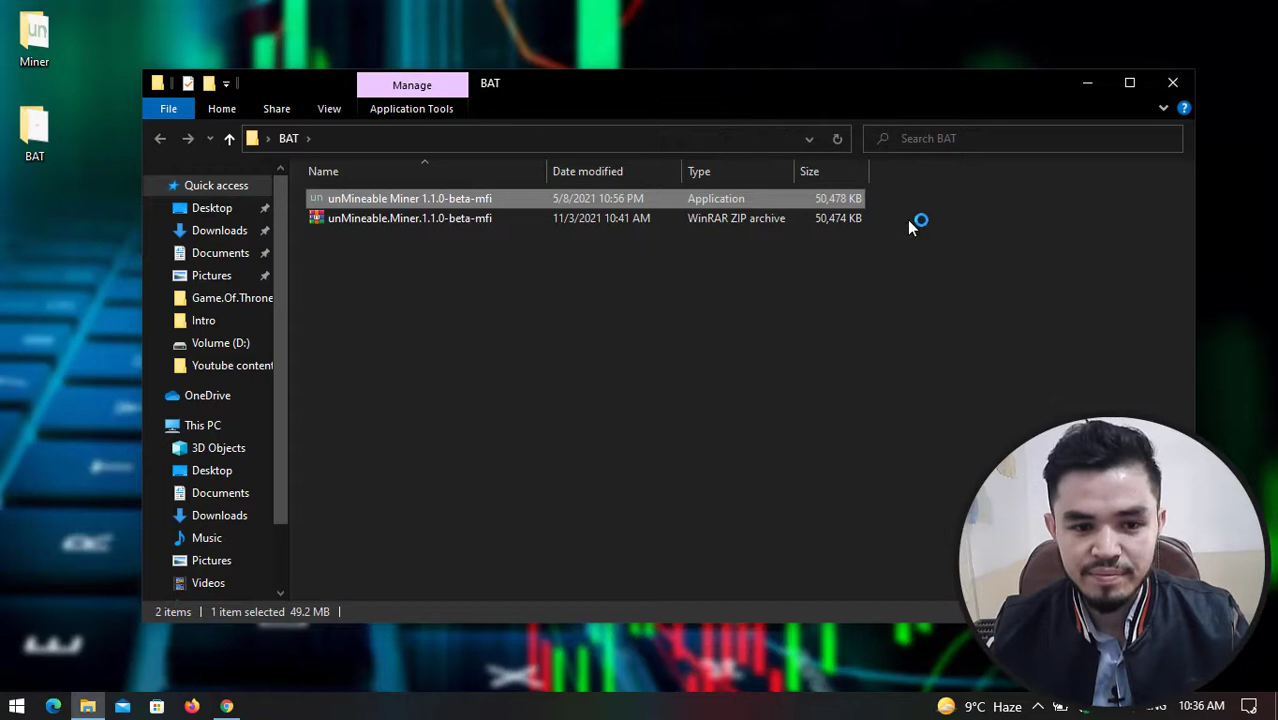 un
Miner
BAT
Manage
BAT
File
Home
Share
View
Application Tools
BAT
Search BAT
Name
Date modified
Type
Size
Quick access
un
unMineable Miner 1.1.0-beta-mfi
5/8/2021 10:56 PM
Application
50,478 KB
Desktop
unMineable.Miner.1.1.0-beta-mfi
11/3/2021 10:41 AM
WinRAR ZIP archive
50,474 KB
Downloads
Documents
Pictures
Game.Of.Throne
Intro
Volume (D:)
Youtube content
OneDrive
This PC
3D Objects
Desktop
Documents
Downloads
Music
Pictures
Videos
2 items
1 item selected 49.2 MB
9°C Haze
ENG
10:36 AM